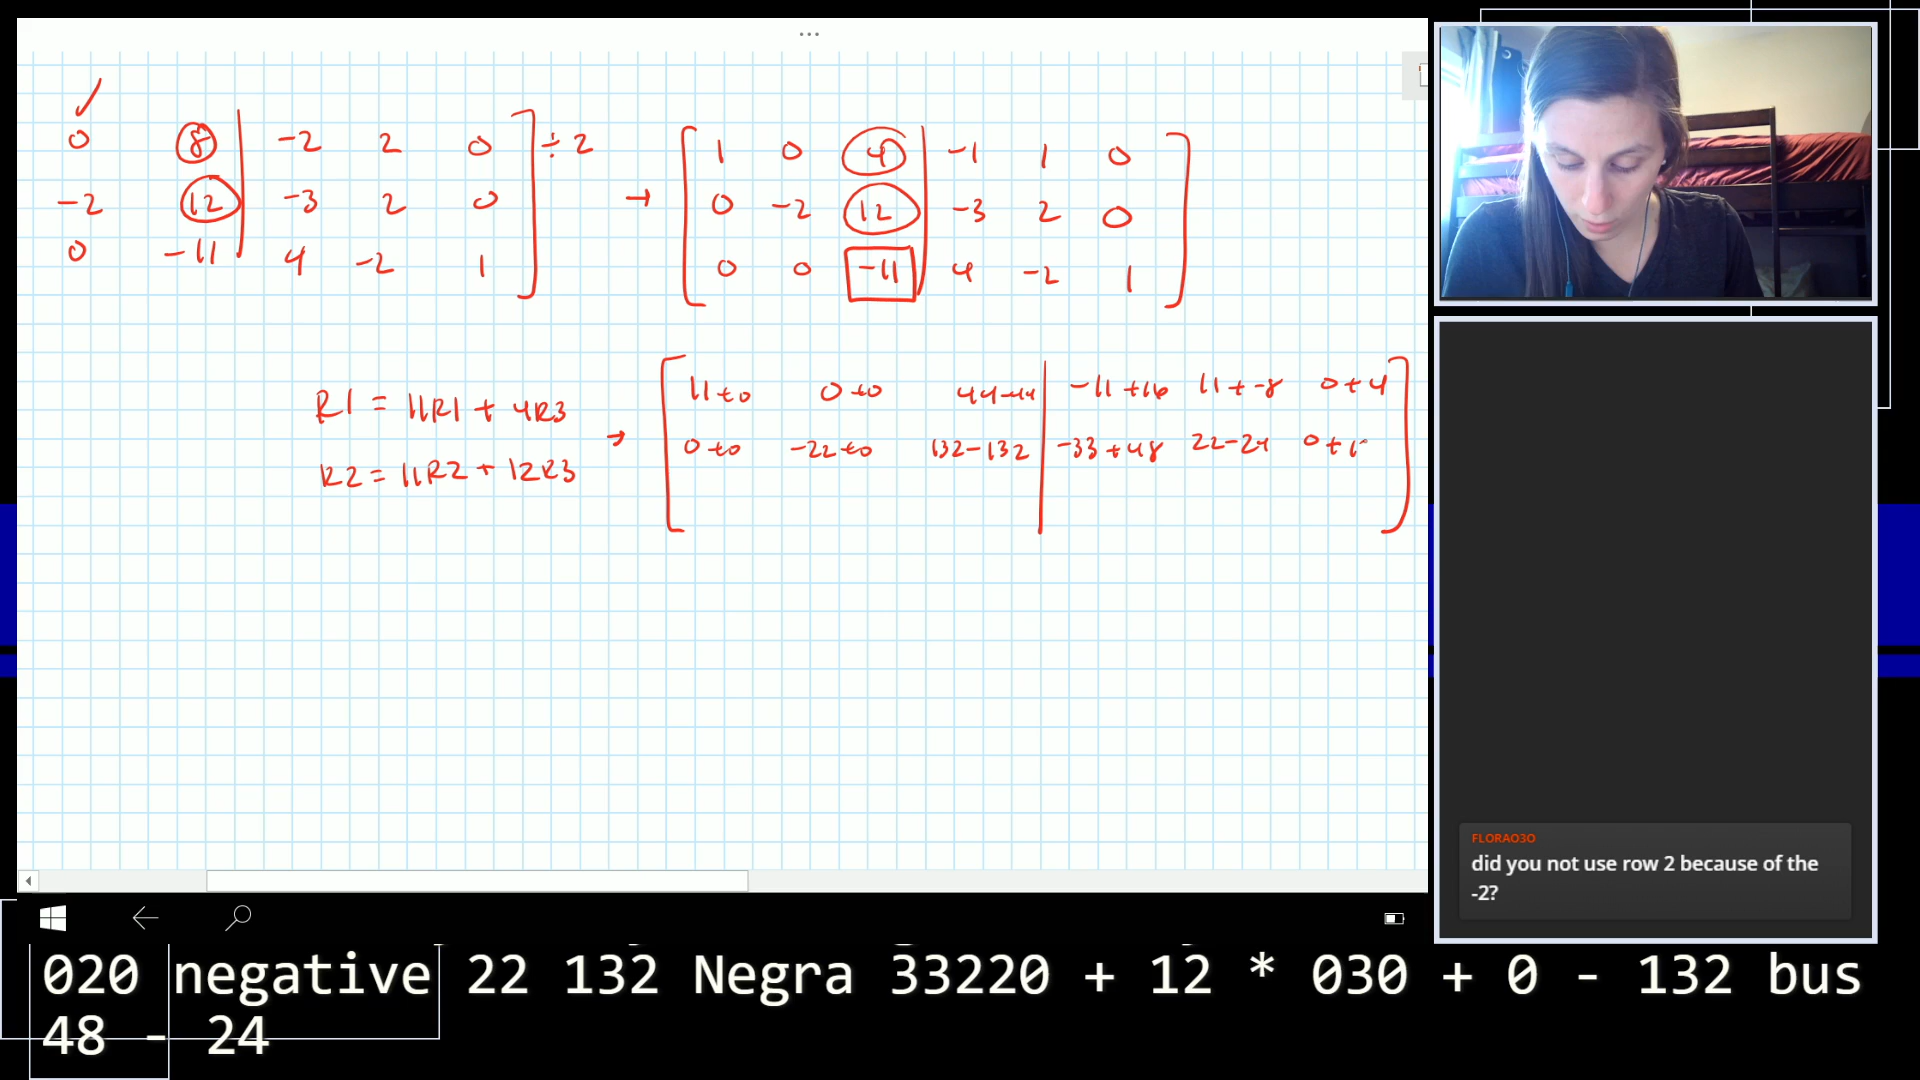 ...
0 8 -2 2 0 ÷ 2
-2 12 -3 2 0
0 -11 4 -2 1
→
1 0 4 -1 1 0
0 -2 12 -3 2 0
0 0 -11 4 -2 1
R1 = 11R1 + 4R3
R2 = 11R2 + 12R3
→
11+0 0+0 44-44 -11+16 11+-8 0+4
0+0 -22+0 132-132 -33+48 22-24 0+1
FLORAO3O
did you not use row 2 because of the
-2?
020 negative 22 132 Negra 33220 + 12 * 030 + 0 - 132 bus
48 - 24